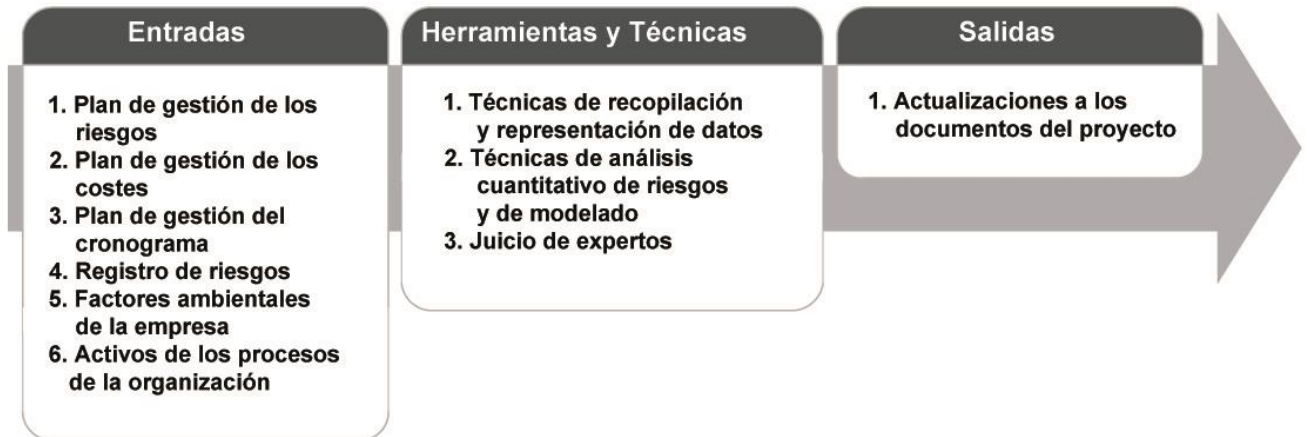 Entradas
1. Plan de gestión de los
riesgos
2. Plan de gestión de los
costes
3. Plan de gestión del
cronograma
4. Registro de riesgos
5. Factores ambientales
de la empresa
6. Activos de los procesos
de la organización
Herramientas y Técnicas
1. Técnicas de recopilación
y representación de datos
2. Técnicas de análisis
cuantitativo de riesgos
y de modelado
3. Juicio de expertos
Salidas
1. Actualizaciones a los
documentos del proyecto